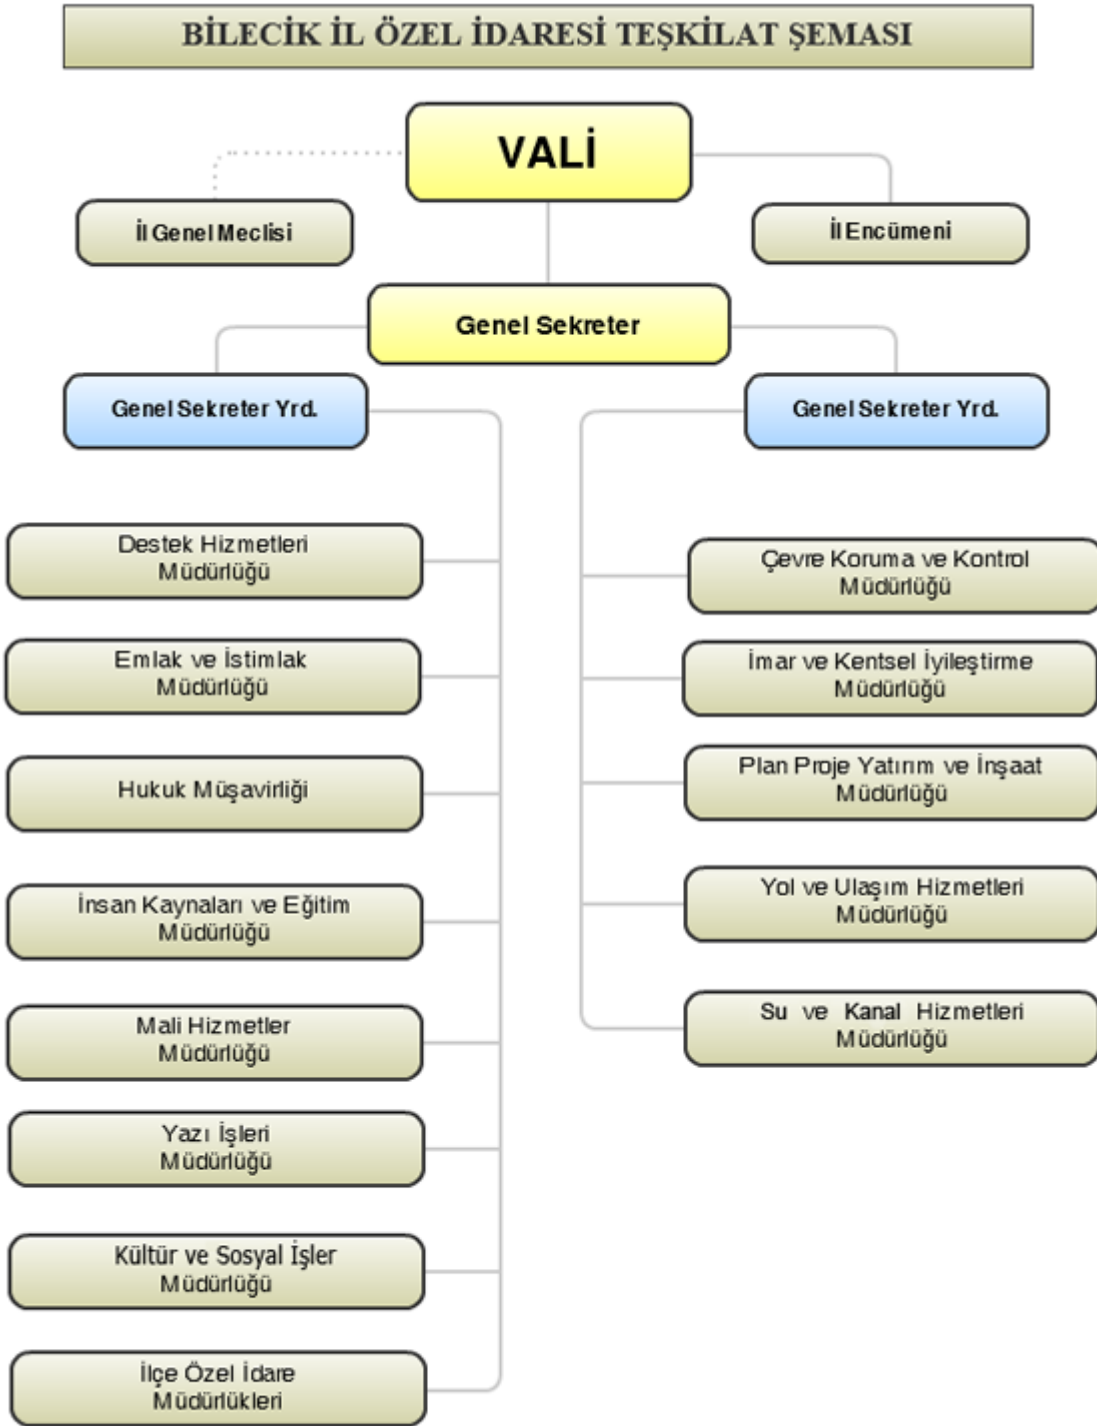 BİLECİK İL ÖZEL İDARESİ TEŞKİLAT ŞEMASI
VALİ
İl Genel Meclisi
İl Encümeni
Genel Sekreter
Genel Sekreter Yrd.
Genel Sekreter Yrd.
Destek Hizmetleri
Müdürlüğü
Emlak ve İstimlak
Müdürlüğü
Hukuk Müşavirliği
İnsan Kaynaları ve Eğitim
Müdürlüğü
Mali Hizmetler
Müdürlüğü
Yazı İşleri
Müdürlüğü
Kültür ve Sosyal İşler
Müdürlüğü
İlçe Özel İdare
Müdürlükleri
Çevre Koruma ve Kontrol
Müdürlüğü
İmar ve Kentsel İyileştirme
Müdürlüğü
Plan Proje Yatırım ve İnşaat
Müdürlüğü
Yol ve Ulaşım Hizmetleri
Müdürlüğü
Su ve Kanal Hizmetleri
Müdürlüğü